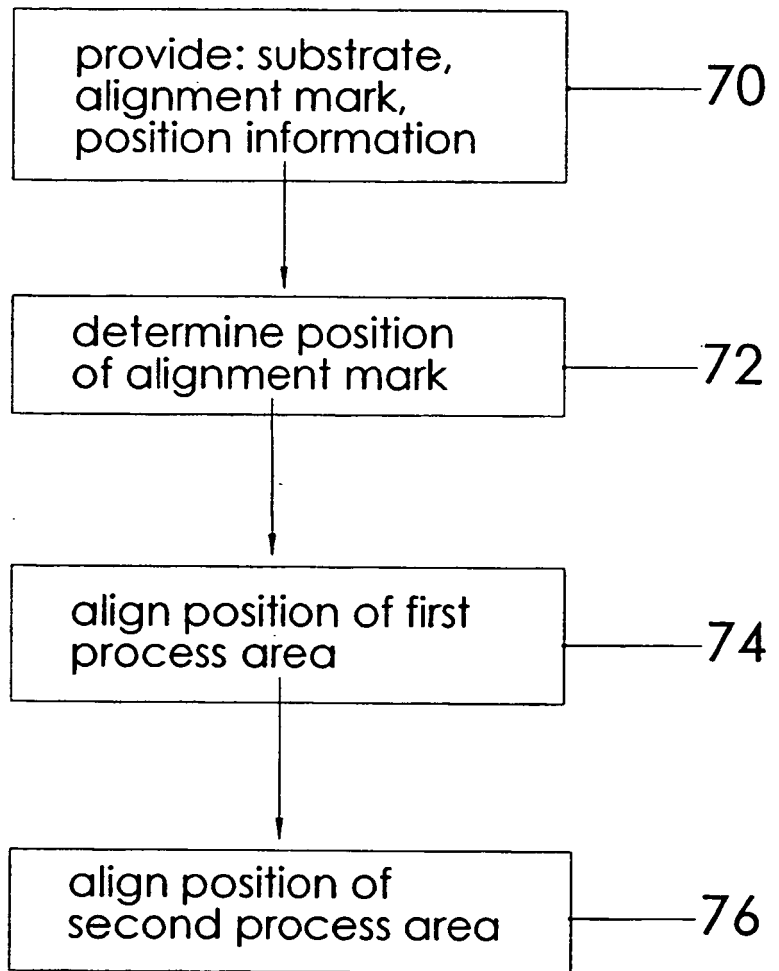 provide: substrate,
alignment mark,
position information
70
determine position
of alignment mark
72
align position of first
process area
74
align position of
second process area
76